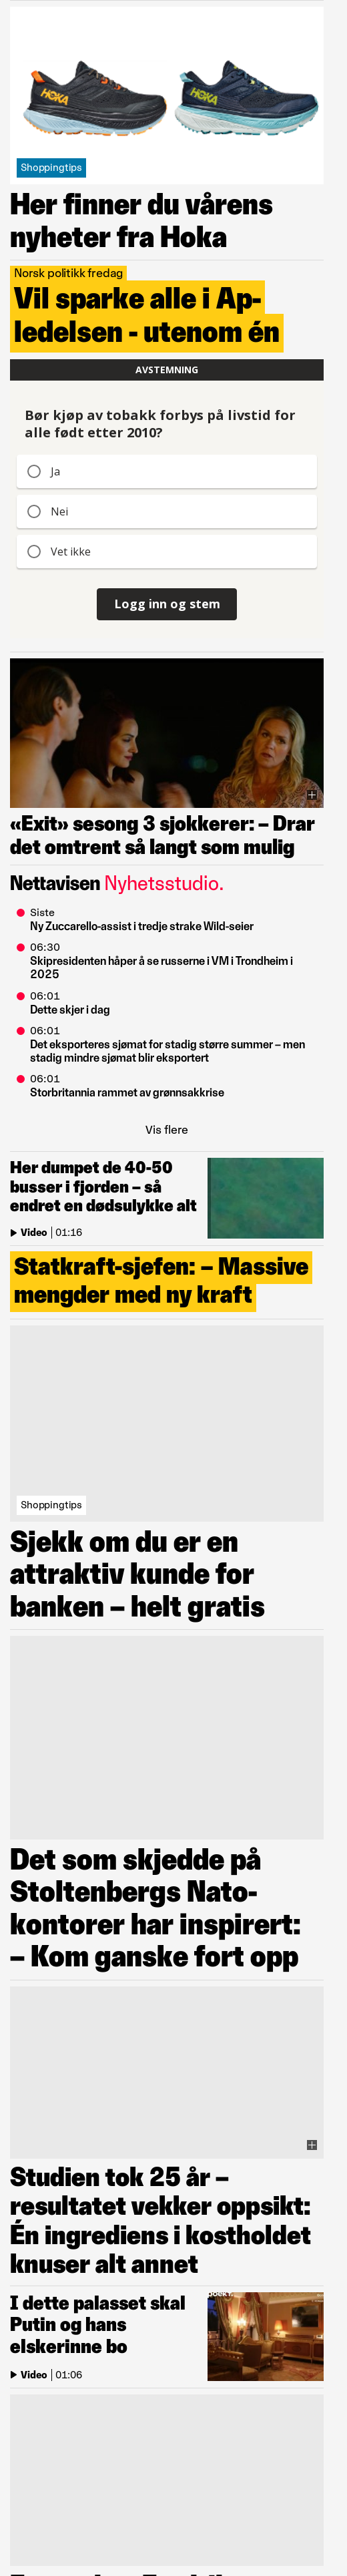 HOKA
HOKA
Shoppingtips
Her finner du vårens
nyheter fra Hoka
Norsk politikk fredag
Vil sparke alle i Ap-
ledelsen - utenom én
AVSTEMNING
Bør kjøp av tobakk forbys på livstid for
alle født etter 2010?
Ja
Nei
Vet ikke
Logg inn og stem
«Exit» sesong 3 sjokkerer: – Drar
det omtrent så langt som mulig
Nettavisen Nyhetsstudio.
Siste
Ny Zuccarello-assist i tredje strake Wild-seier
06:30
Skipresidenten håper å se russerne i VM i Trondheim i
2025
06:01
Dette skjer i dag
06:01
Det eksporteres sjømat for stadig større summer – men
stadig mindre sjømat blir eksportert
06:01
Storbritannia rammet av grønnsakkrise
Vis flere
Her dumpet de 40-50
busser i fjorden – så
endret en dødsulykke alt
Video | 01:16
Statkraft-sjefen: – Massive
mengder med ny kraft
Shoppingtips
Sjekk om du er en
attraktiv kunde for
banken – helt gratis
Det som skjedde på
Stoltenbergs Nato-
kontorer har inspirert:
– Kom ganske fort opp
Studien tok 25 år –
resultatet vekker oppsikt:
Én ingrediens i kostholdet
knuser alt annet
I dette palasset skal
Putin og hans
elskerinne bo
Video | 01:06